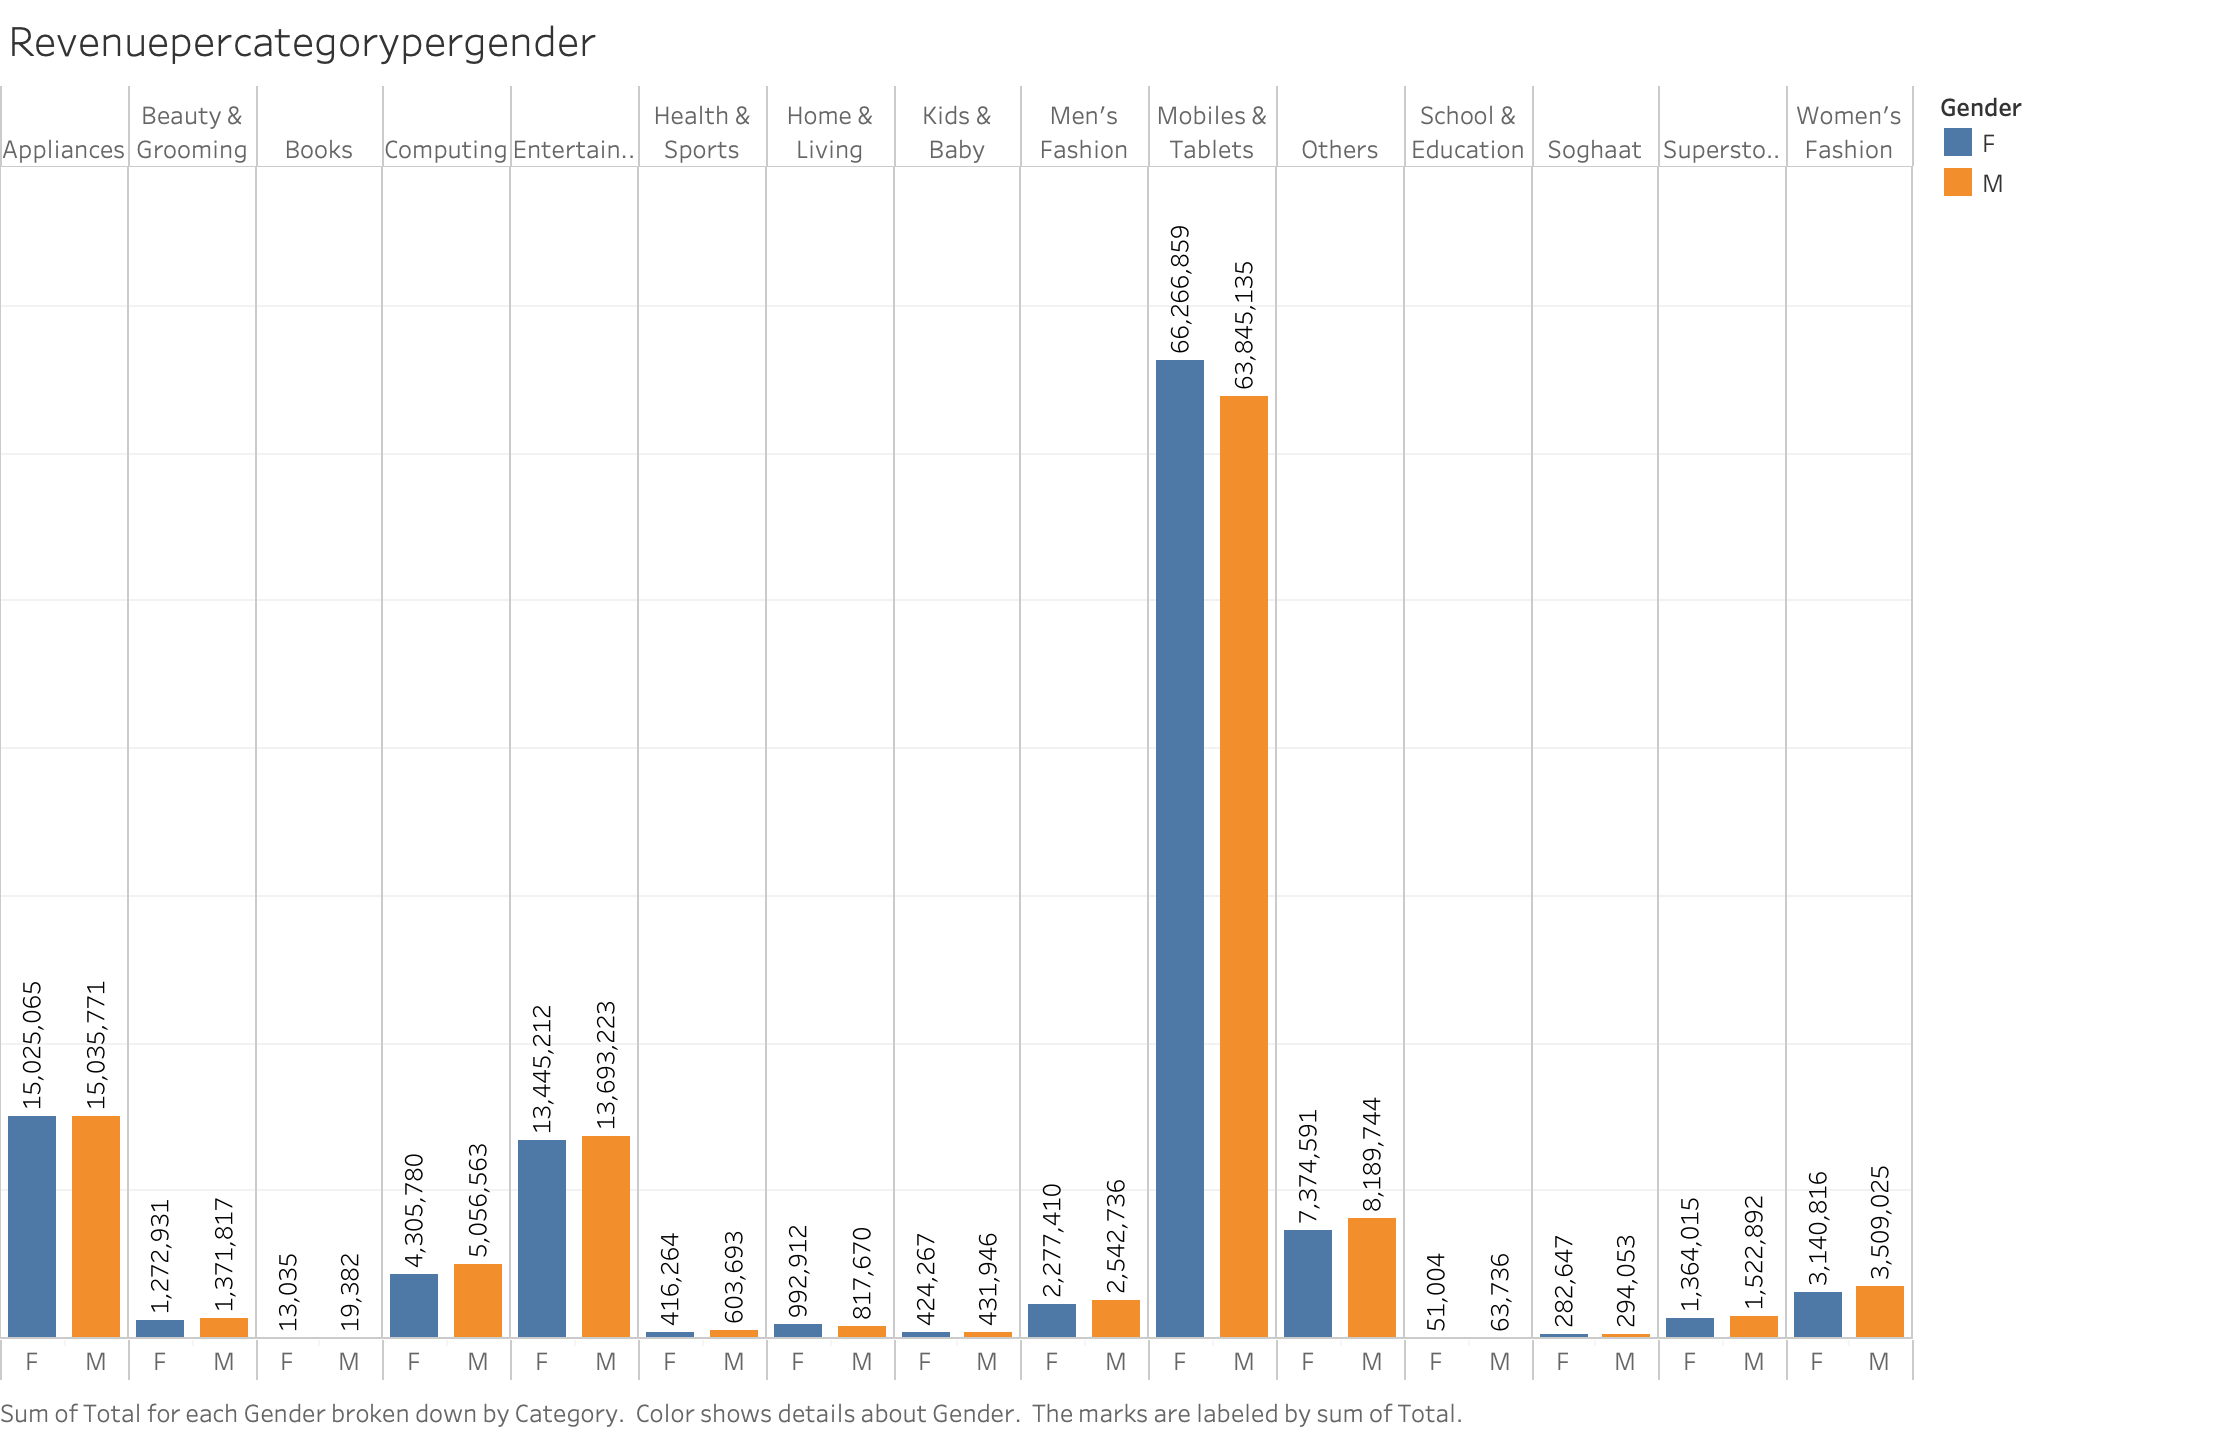 Revenuepercategorypergender
Appliances
Beauty &
Grooming
Books
Computing
Entertain..
Health &
Sports
Home &
Living
Kids &
Baby
Men's
Fashion
Mobiles &
Tablets
Others
School &
Education
Soghaat
Supersto..
Women's
Fashion
Gender
F
M
15,025,065
15,035,771
1,272,931
1,371,817
13,035
19,382
4,305,780
5,056,563
13,445,212
13,693,223
416,264
603,693
992,912
817,670
424,267
431,946
2,277,410
2,542,736
66,266,859
63,845,135
7,374,591
8,189,744
51,004
63,736
282,647
294,053
1,364,015
1,522,892
3,140,816
3,509,025
F M F M F M F M F M F M F M F M F M F M F M F M F M F M F M
Sum of Total for each Gender broken down by Category.  Color shows details about Gender.  The marks are labeled by sum of Total.